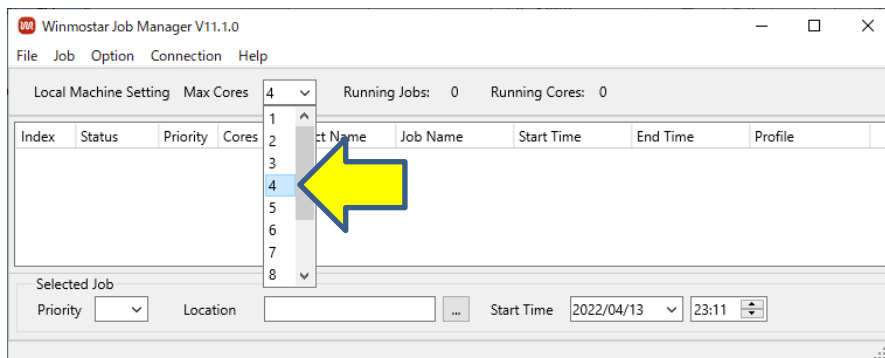 Winmostar Job Manager V11.1.0
File Job Option Connection Help
Local Machine Setting Max Cores 4 Running Jobs: 0 Running Cores: 0
Index Status Priority Cores ct Name Job Name Start Time End Time Profile
1
2
3
4
5
6
7
8
Selected Job
Priority Location ... Start Time 2022/04/13 23:11